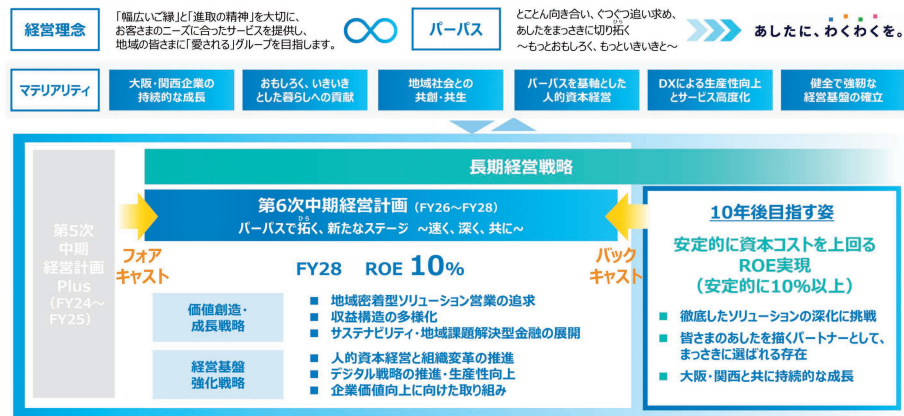 経営理念
「幅広いご縁」と「進取の精神」を大切に、
お客さまのニーズに合ったサービスを提供し、
地域の皆さまに「愛される」グループを目指します。
パーパス
とことん向き合い、ぐつぐつ追い求め、
あしたをまっさきに切り拓く
ひら
～もっとおもしろく、もっといきいきと～
あしたに、わくわくを。
マテリアリティ
大阪・関西企業の
持続的な成長
おもしろく、いきいき
とした暮らしへの貢献
地域社会との
共創・共生
パーパスを基軸とした
人的資本経営
DXによる生産性向上
とサービス高度化
健全で強靭な
経営基盤の確立
長期経営戦略
第5次
中期
経営計画
Plus
(FY24～
FY25)
フォア
キャスト
第6次中期経営計画 (FY26～FY28)
ひら
パーパスで拓く、新たなステージ ～速く、深く、共に～
FY28 ROE 10%
価値創造・
成長戦略
■ 地域密着型ソリューション営業の追求
■ 収益構造の多様化
■ サステナビリティ・地域課題解決型金融の展開
経営基盤
強化戦略
■ 人的資本経営と組織変革の推進
■ デジタル戦略の推進・生産性向上
■ 企業価値向上に向けた取り組み
バック
キャスト
10年後目指す姿
安定的に資本コストを上回る
ROE実現
(安定的に10%以上)
■ 徹底したソリューションの深化に挑戦
■ 皆さまのあしたを描くパートナーとして、
まっさきに選ばれる存在
■ 大阪・関西と共に持続的な成長